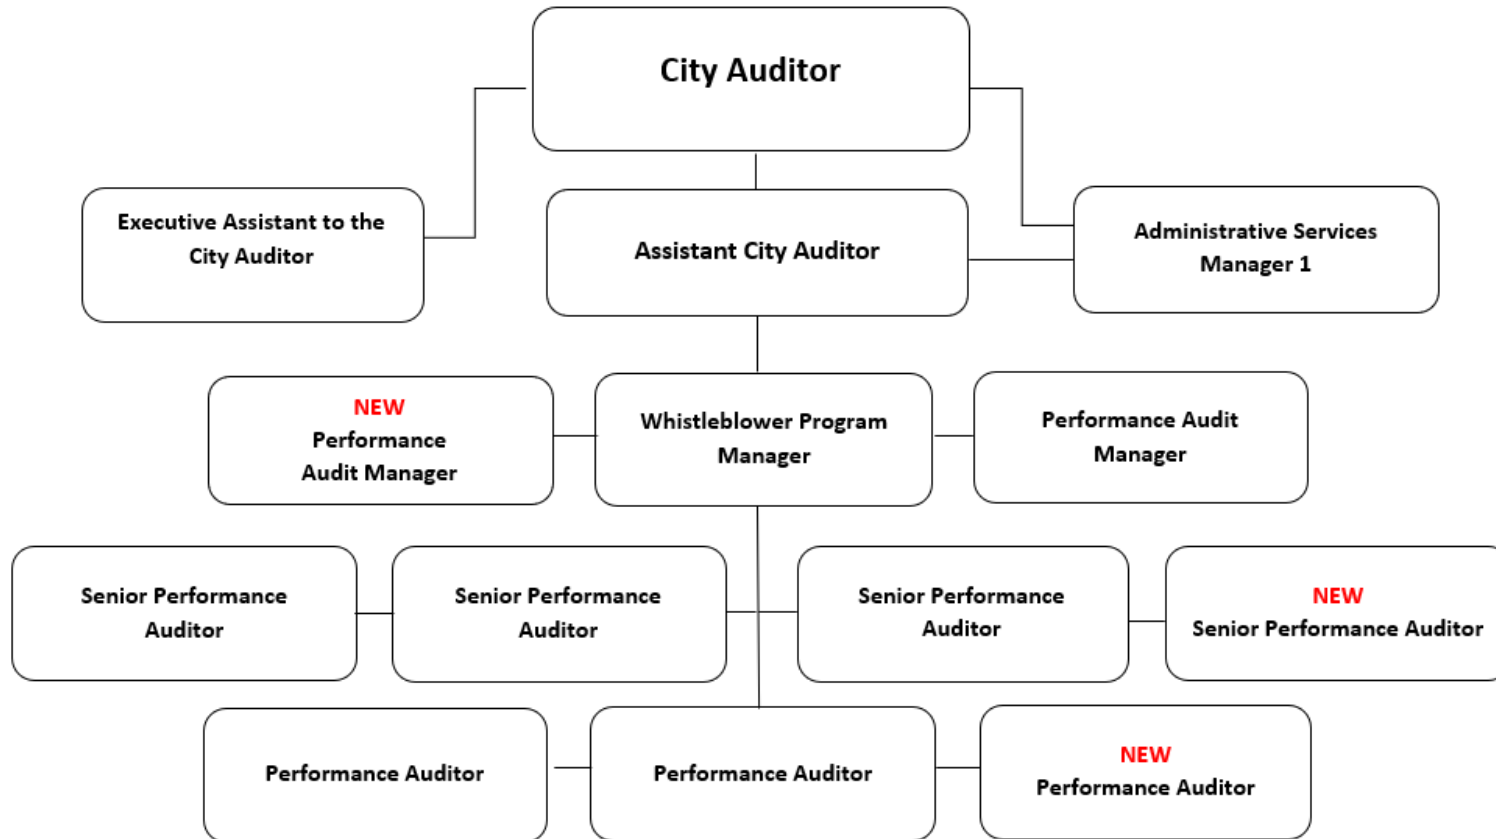 City Auditor
Executive Assistant to the
City Auditor
Assistant City Auditor
Administrative Services
Manager 1
NEW
Performance
Audit Manager
Whistleblower Program
Manager
Performance Audit
Manager
Senior Performance
Auditor
Senior Performance
Auditor
Senior Performance
Auditor
NEW
Senior Performance Auditor
Performance Auditor
Performance Auditor
NEW
Performance Auditor